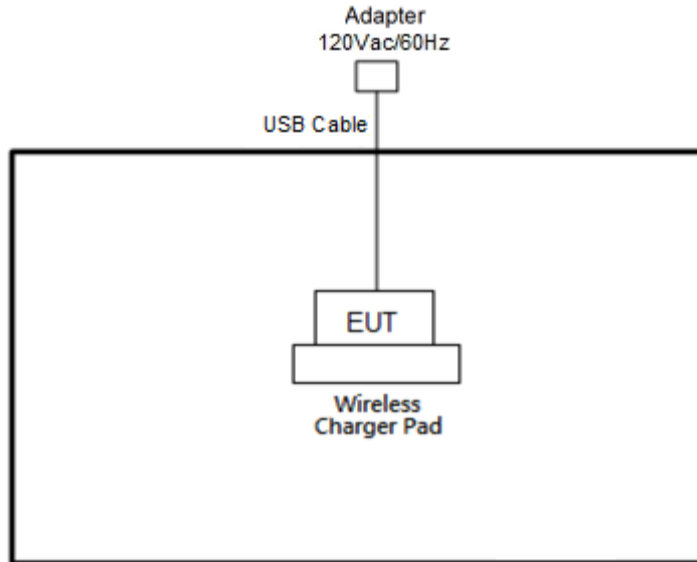 Adapter
120Vac/60Hz
USB Cable
EUT
Wireless
Charger Pad